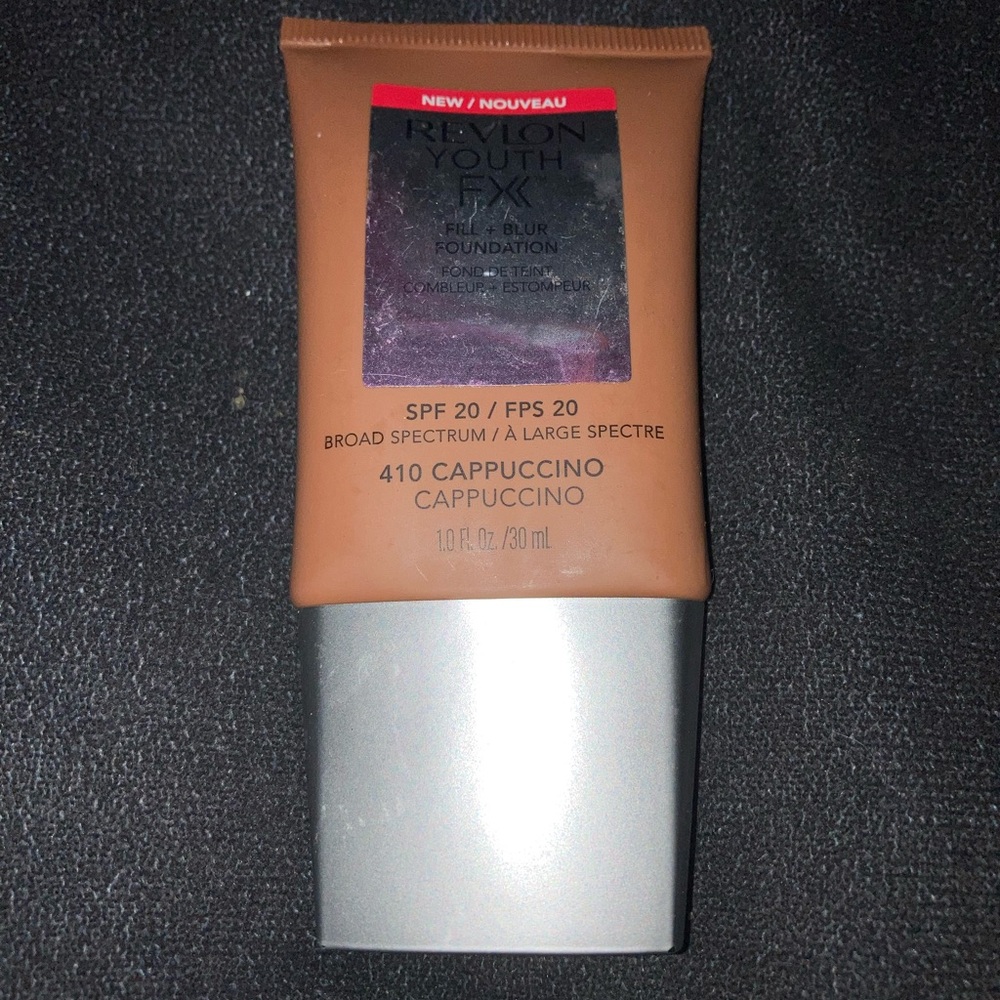 NEW / NOUVEAU
REVLON
YOUTH
FX
FILL + BLUR
FOUNDATION
FOND DE TEINT
COMBLEUR + ESTOMPEUR
SPF 20 / FPS 20
BROAD SPECTRUM / À LARGE SPECTRE
410 CAPPUCCINO
CAPPUCCINO
1.0 Fl. Oz. /30 mL